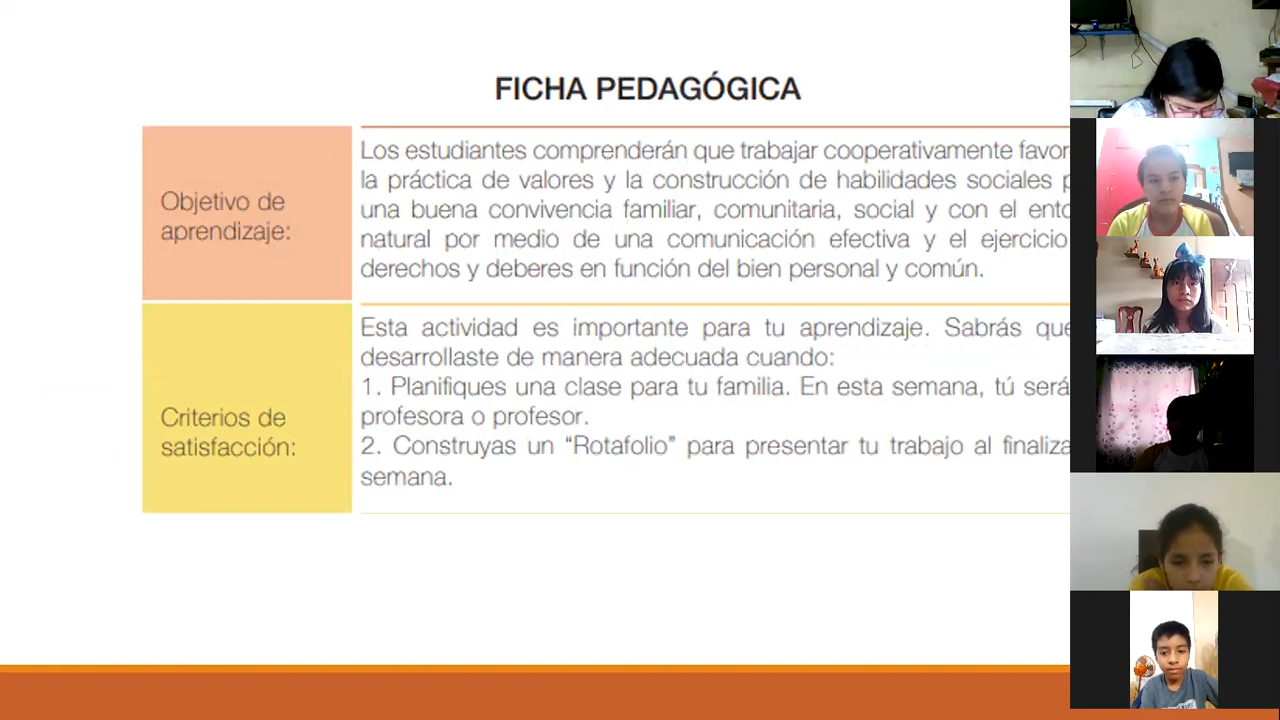 FICHA PEDAGÓGICA
Objetivo de
aprendizaje:
Los estudiantes comprenderán que trabajar cooperativamente
la práctica de valores y la construcción de habilidades sociales
una buena convivencia familiar, comunitaria, social y con el
natural por medio de una comunicación efectiva y el ejercicio
derechos y deberes en función del bien personal y común.
Criterios de
satisfacción:
Esta actividad es importante para tu aprendizaje. Sabrás que
desarrollaste de manera adecuada cuando:
1. Planifiques una clase para tu familia. En esta semana, tú
profesora o profesor.
2. Construyas un “Rotafolio” para presentar tu trabajo al
semana.